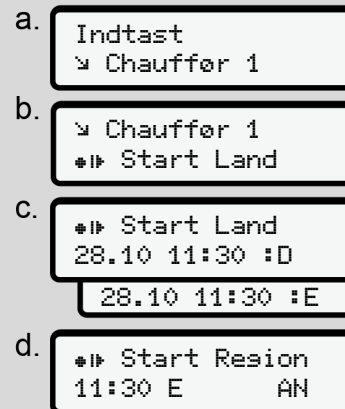 a.
Indtast
↘ Chauffør 1
b.
↘ Chauffør 1
●I▶ Start Land
c.
●I▶ Start Land
28.10 11:30 :D
28.10 11:30 :E
d.
●I▶ Start Region
11:30 E AN